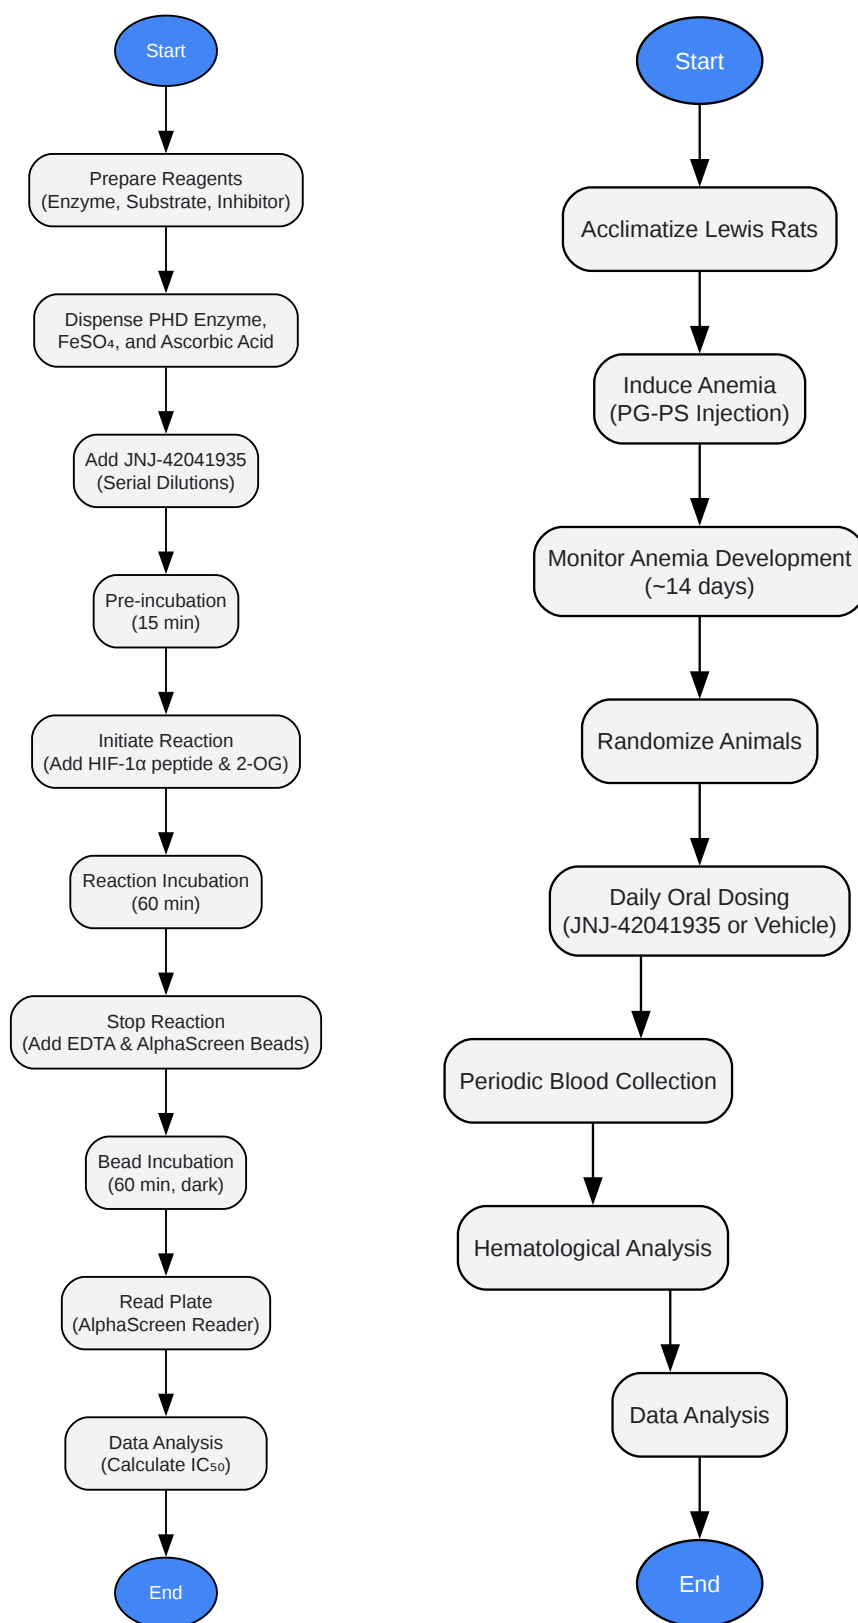 Start
Prepare Reagents
(Enzyme, Substrate, Inhibitor)
Dispense PHD Enzyme,
FeSO₄, and Ascorbic Acid
Add JNJ-42041935
(Serial Dilutions)
Pre-incubation
(15 min)
Initiate Reaction
(Add HIF-1α peptide & 2-OG)
Reaction Incubation
(60 min)
Stop Reaction
(Add EDTA & AlphaScreen Beads)
Bead Incubation
(60 min, dark)
Read Plate
(AlphaScreen Reader)
Data Analysis
(Calculate IC₅₀)
End
Start
Acclimatize Lewis Rats
Induce Anemia
(PG-PS Injection)
Monitor Anemia Development
(~14 days)
Randomize Animals
Daily Oral Dosing
(JNJ-42041935 or Vehicle)
Periodic Blood Collection
Hematological Analysis
Data Analysis
End